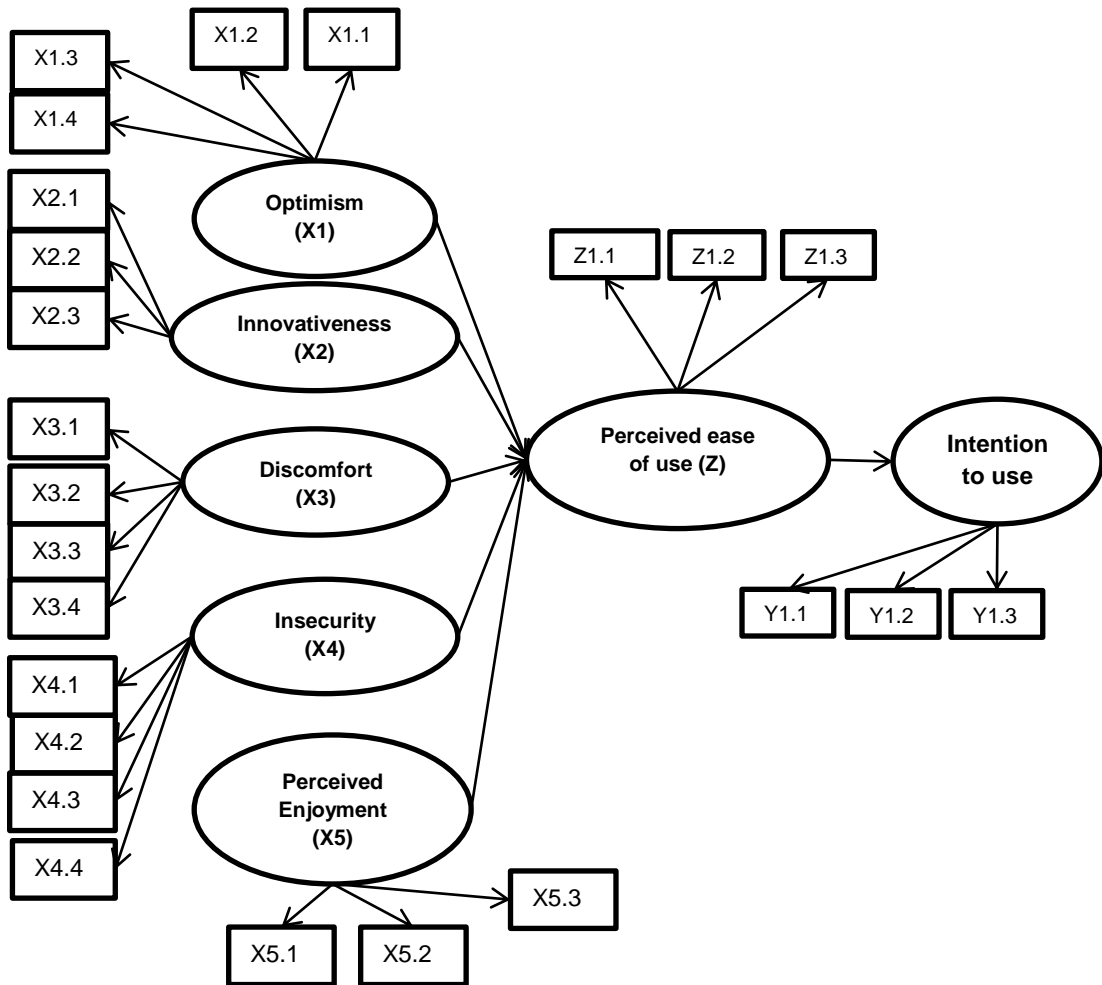 X1.2
X1.1
X1.3
X1.4
X2.1
X2.2
X2.3
Optimism
(X1)
Innovativeness
(X2)
Z1.1
Z1.2
Z1.3
X3.1
X3.2
X3.3
X3.4
Discomfort
(X3)
Perceived ease
of use (Z)
Intention
to use
Insecurity
(X4)
Y1.1
Y1.2
Y1.3
X4.1
X4.2
X4.3
X4.4
Perceived
Enjoyment
(X5)
X5.3
X5.1
X5.2